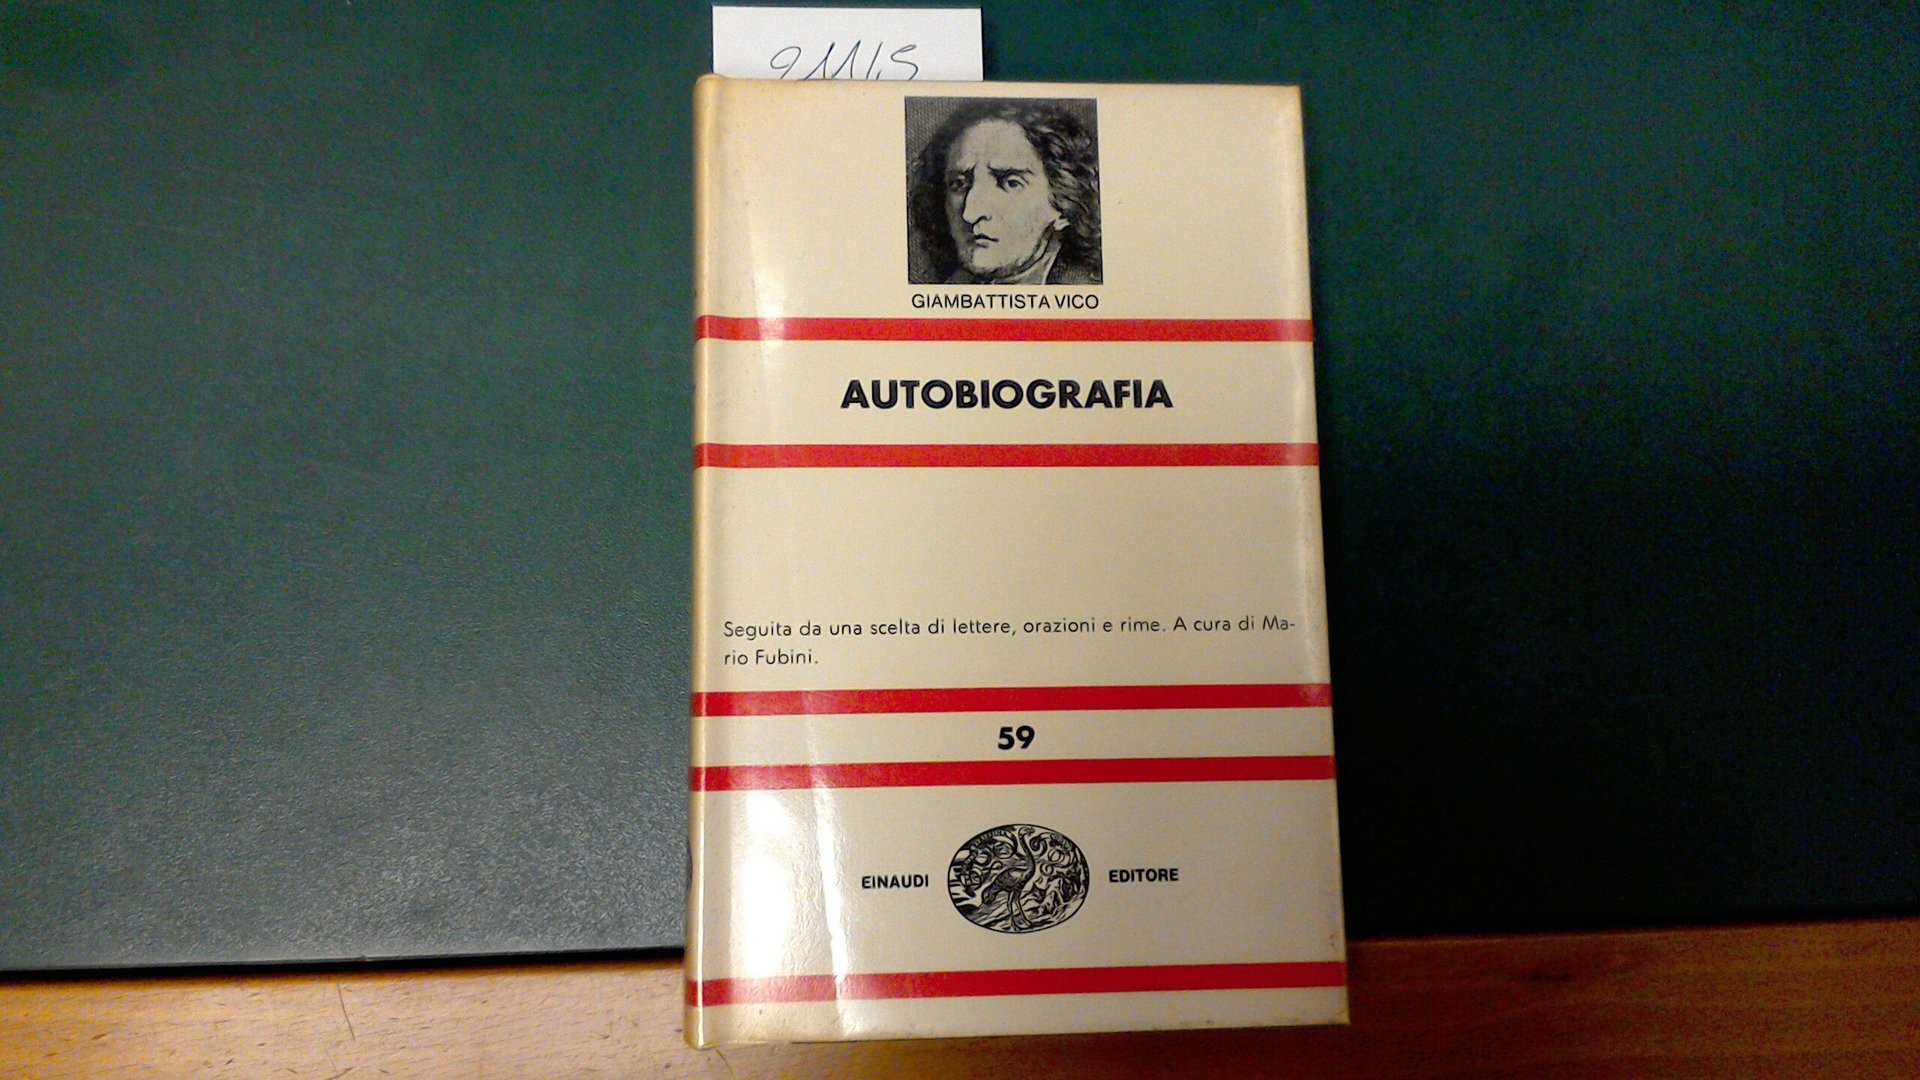 GIAMBATTISTA VICO
AUTOBIOGRAFIA
Seguita da una scelta di lettere, orazioni e rime. A cura di Ma-
rio Fubini.
59
EINAUDI EDITORE